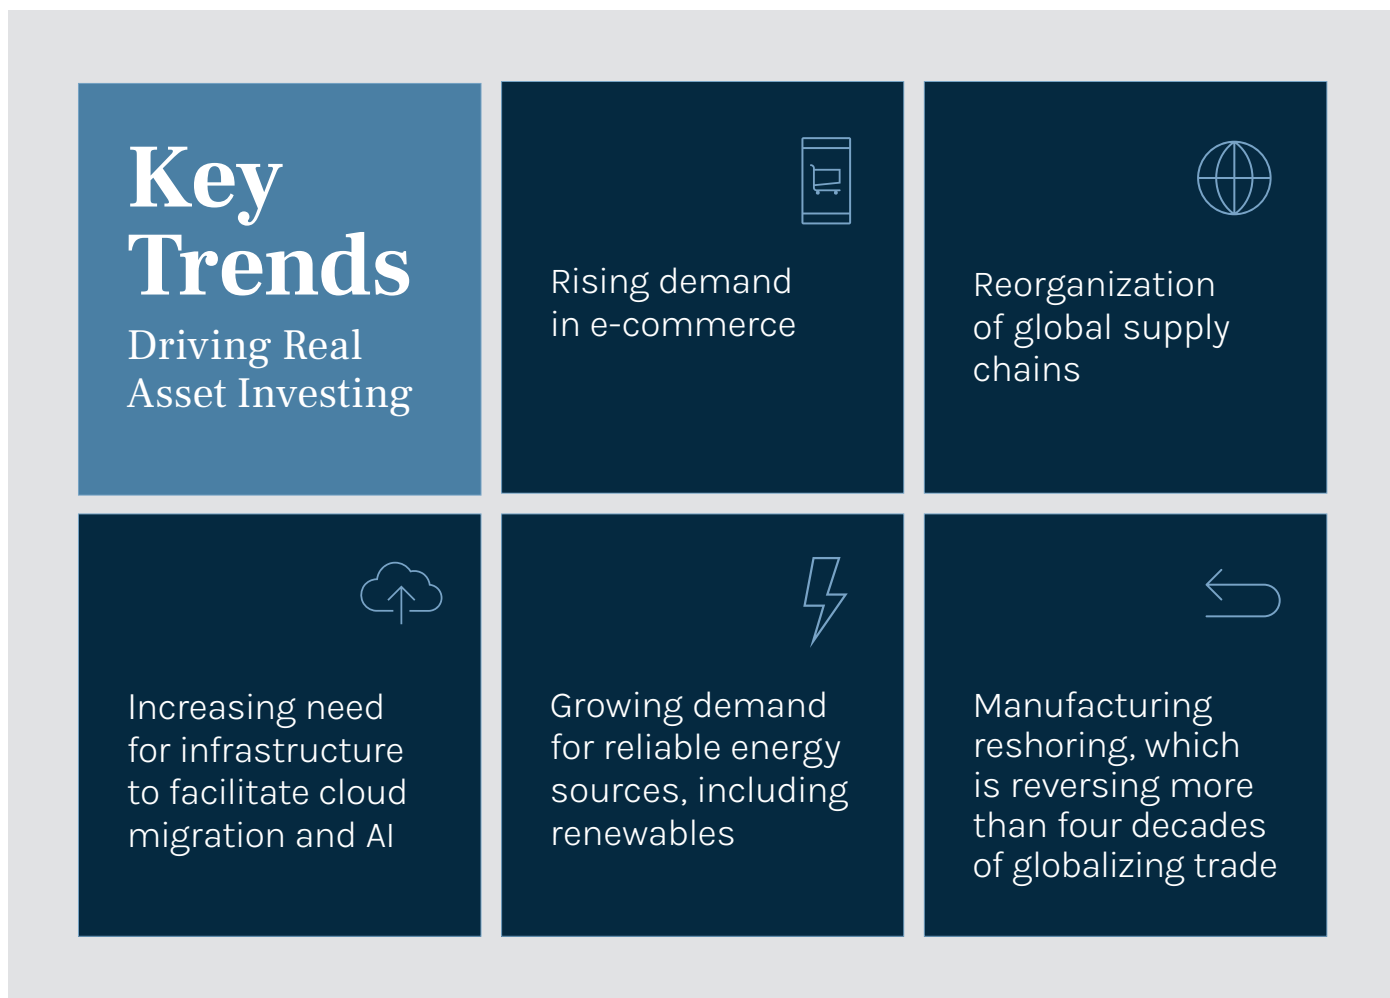 Key
Trends
Driving Real
Asset Investing
Rising demand
in e-commerce
Reorganization
of global supply
chains
Increasing need
for infrastructure
to facilitate cloud
migration and AI
Growing demand
for reliable energy
sources, including
renewables
Manufacturing
reshoring, which
is reversing more
than four decades
of globalizing trade